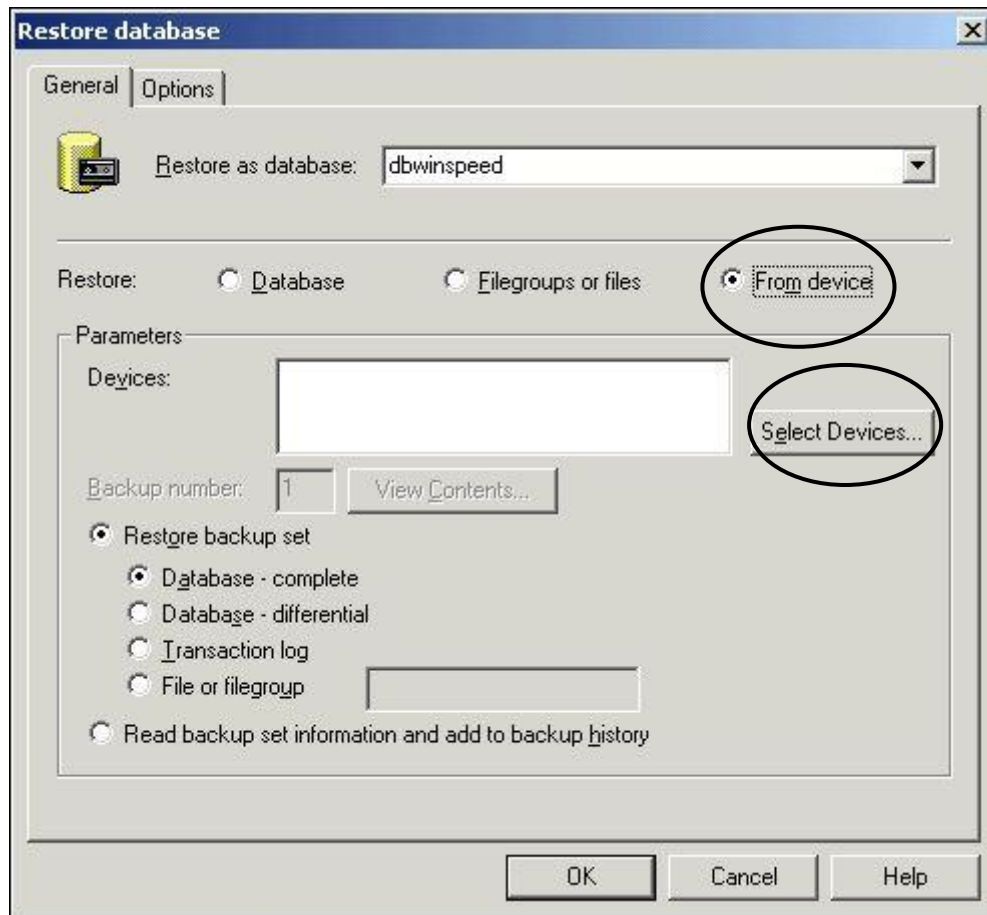 Restore database
General Options
Restore as database: dbwinspeed
Restore: Database Filegroups or files From device
Parameters
Devices:
Select Devices...
Backup number: 1 View Contents...
Restore backup set
Database - complete
Database - differential
Transaction log
File or filegroup
Read backup set information and add to backup history
OK Cancel Help